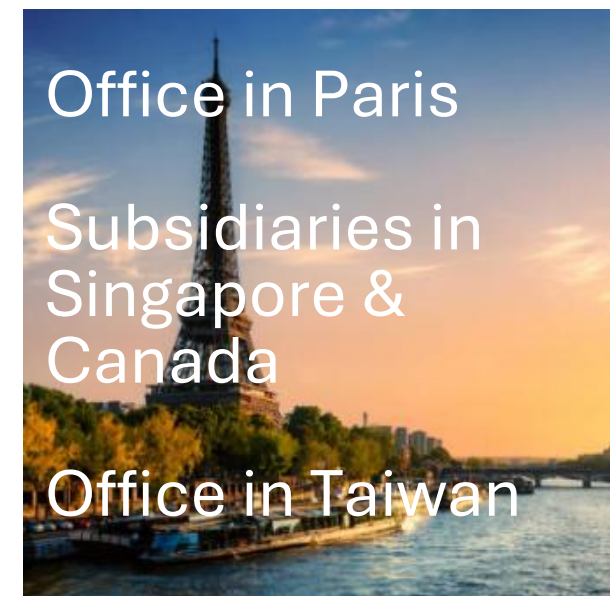 Office in Paris
Subsidiaries in
Singapore &
Canada
Office in Taiwan